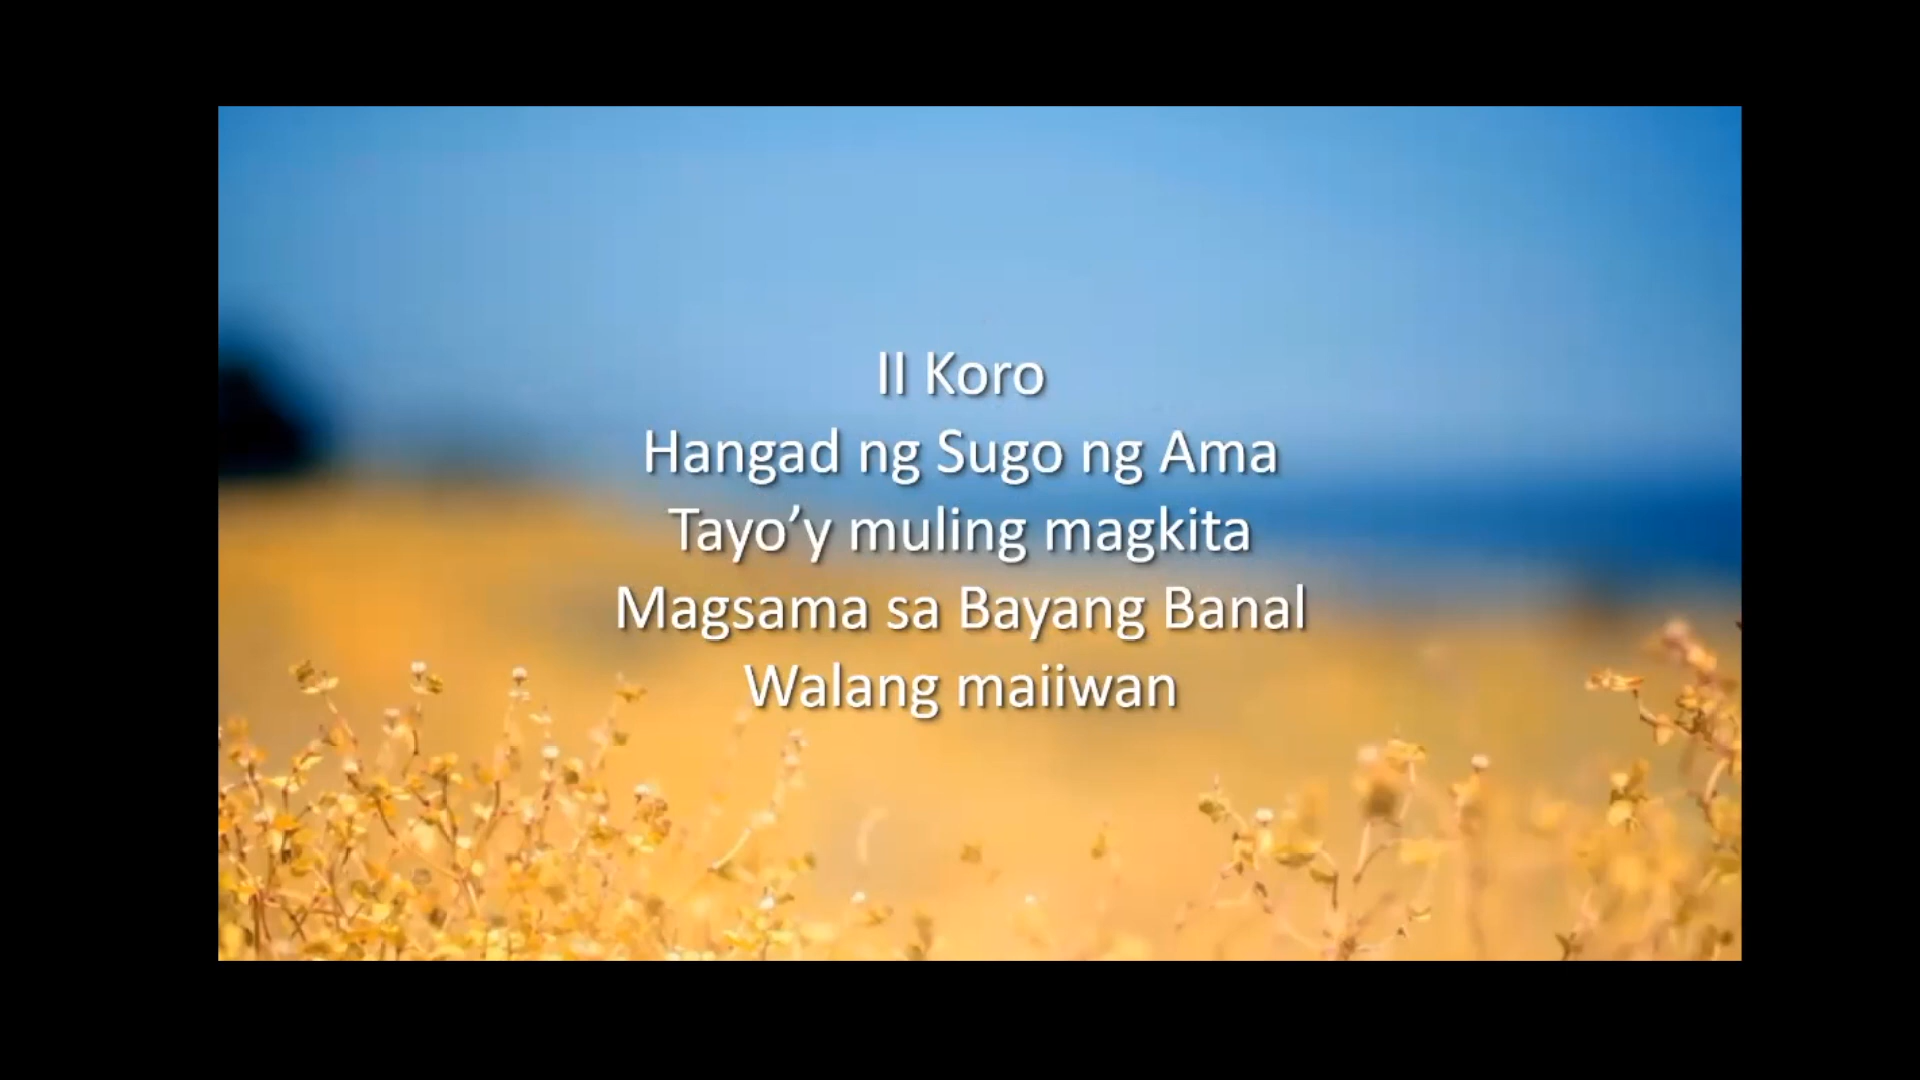 II Koro
Hangad ng Sugo ng Ama
Tayo’y muling magkita
Magsama sa Bayang Banal
Walang maiiwan